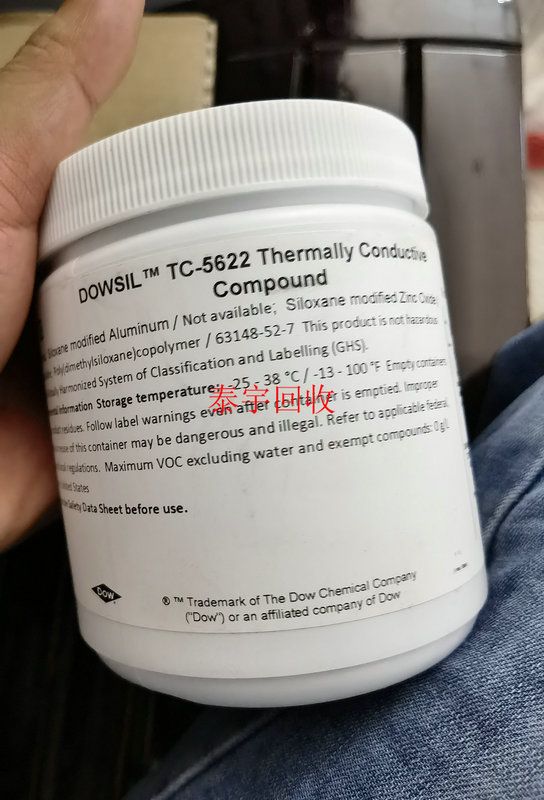 DOWSIL™ TC-5622 Thermally Conductive
Compound
Siloxane modified Aluminum / Not available; Siloxane modified Zinc Oxide
Poly(dimethylsiloxane)copolymer / 63148-52-7 This product is not hazardous
Harmonized System of Classification and Labelling (GHS).
Storage temperature: -25 - 38 °C / -13 - 100 °F Empty containers
product residues. Follow label warnings even after container is emptied. Improper
reuse of this container may be dangerous and illegal. Refer to applicable federal,
regulations. Maximum VOC excluding water and exempt compounds: 0 g/L
United States
Safety Data Sheet before use.
泰宇回收
Dow
® ™ Trademark of The Dow Chemical Company
("Dow") or an affiliated company of Dow